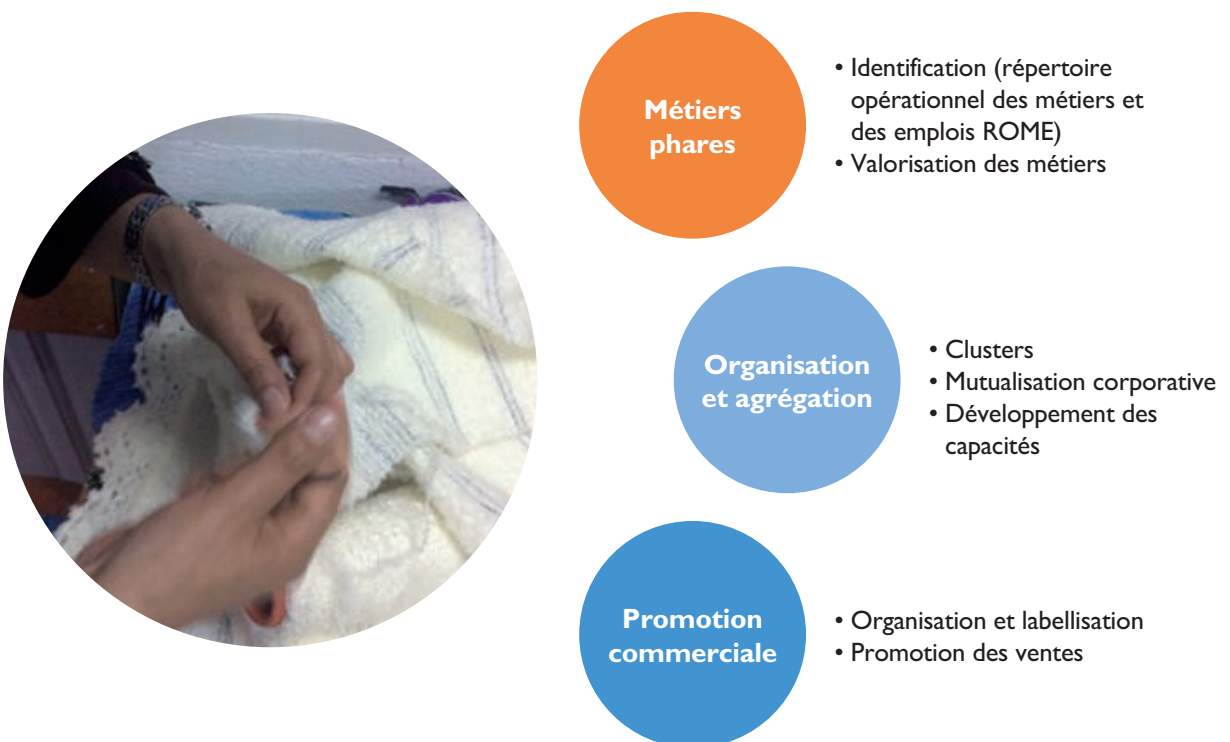 Métiers
phares
• Identification (répertoire
opérationnel des métiers et
des emplois ROME)
• Valorisation des métiers
Organisation
et agrégation
• Clusters
• Mutualisation corporative
• Développement des
capacités
Promotion
commerciale
• Organisation et labellisation
• Promotion des ventes